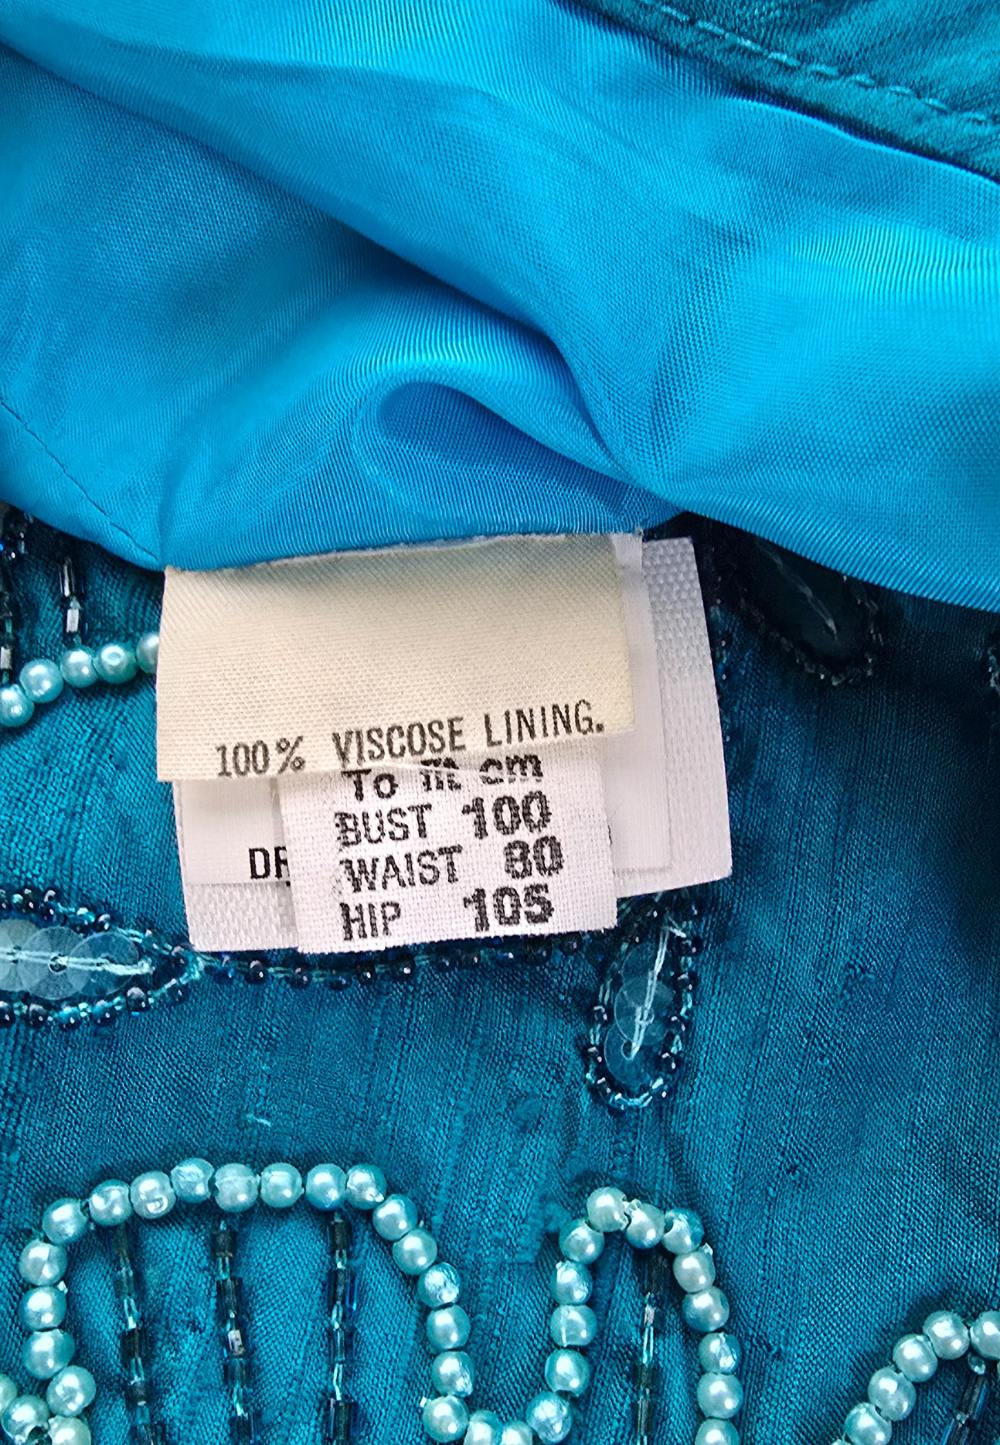 100% VISCOSE LINING.
To fit cm
BUST 100
WAIST 80
HIP 105